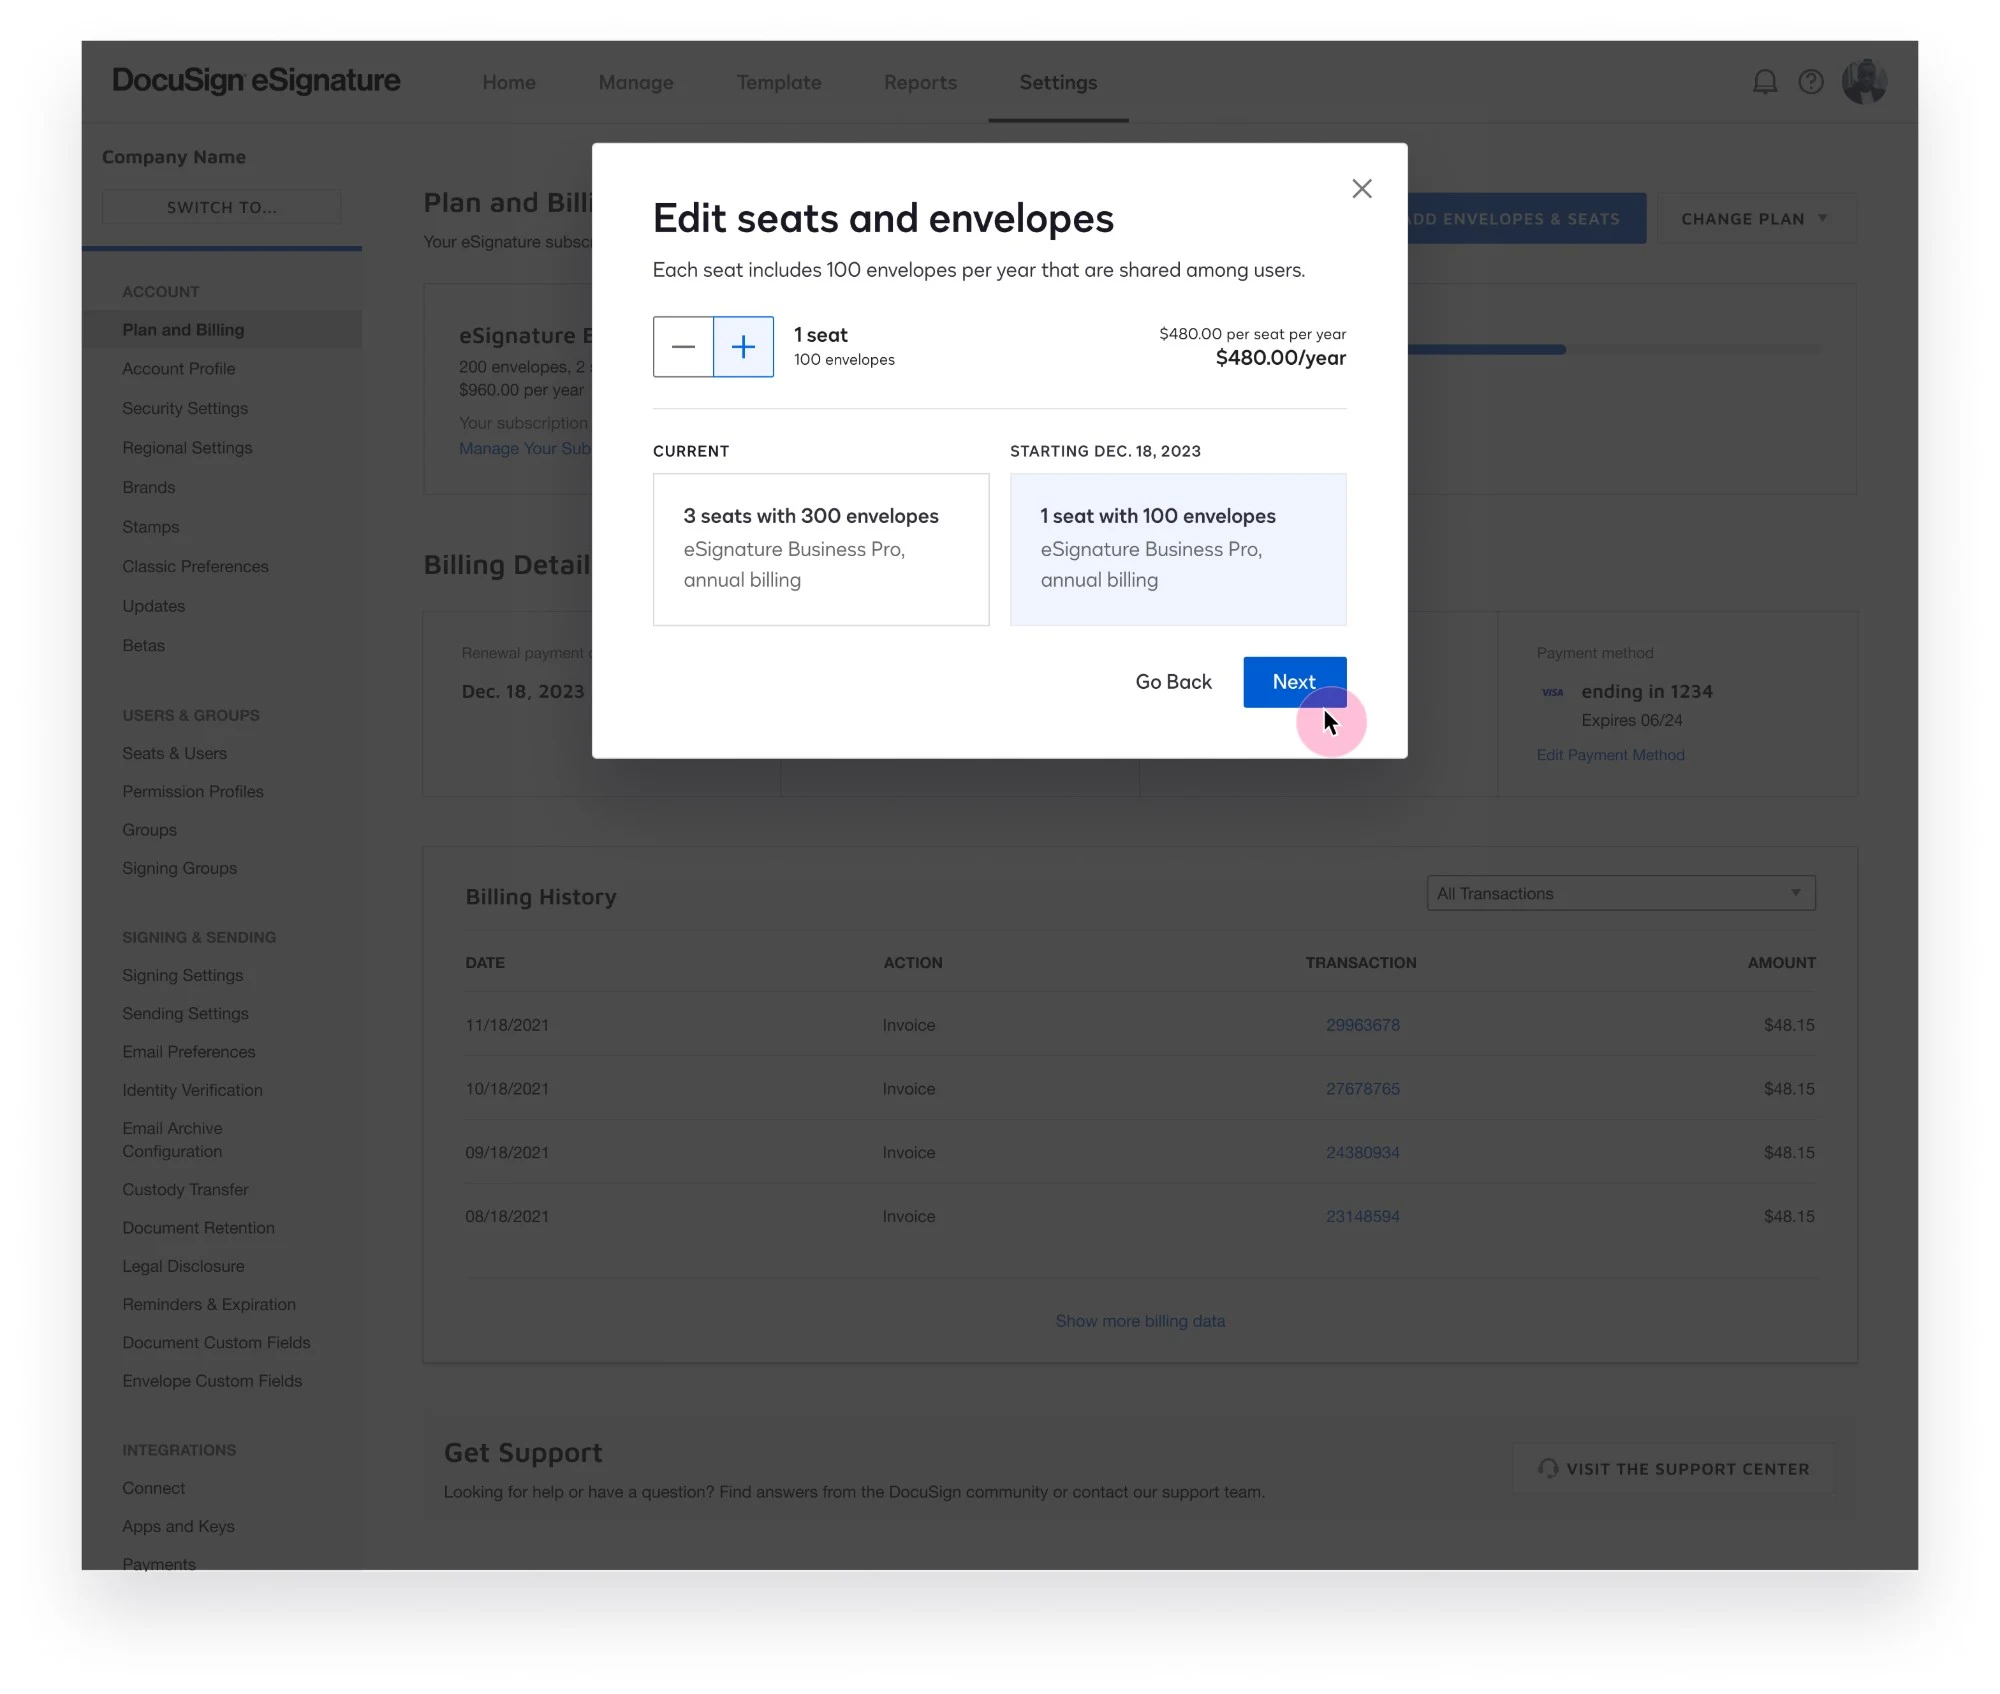 DocuSign eSignature
Home
Manage
Template
Reports
Settings
Company Name
SWITCH TO...
ACCOUNT
Plan and Billing
Account Profile
Security Settings
Regional Settings
Brands
Stamps
Classic Preferences
Updates
Betas
USERS & GROUPS
Seats & Users
Permission Profiles
Groups
Signing Groups
SIGNING & SENDING
Signing Settings
Sending Settings
Email Preferences
Identity Verification
Email Archive
Configuration
Custody Transfer
Document Retention
Legal Disclosure
Reminders & Expiration
Document Custom Fields
Envelope Custom Fields
INTEGRATIONS
Connect
Apps and Keys
Payments
Plan and
Your eSignature
ENVELOPES & SEATS
CHANGE PLAN
eSignature
200 envelopes, 2
$960.00 per year
Your subscription
Manage Your
Edit seats and envelopes
Each seat includes 100 envelopes per year that are shared among users.
1 seat
100 envelopes
$480.00 per seat per year
$480.00/year
CURRENT
3 seats with 300 envelopes
eSignature Business Pro,
annual billing
STARTING DEC. 18, 2023
1 seat with 100 envelopes
eSignature Business Pro,
annual billing
Go Back
Next
Billing
Renewal payment
Dec. 18, 2023
Payment method
VISA
ending in 1234
Expires 06/24
Edit Payment Method
Billing History
All Transactions
DATE ACTION TRANSACTION AMOUNT
11/18/2021 Invoice 29963678 $48.15
10/18/2021 Invoice 27678765 $48.15
09/18/2021 Invoice 24380934 $48.15
08/18/2021 Invoice 23148594 $48.15
Show more billing data
Get Support
Looking for help or have a question? Find answers from the DocuSign community or contact our support team.
VISIT THE SUPPORT CENTER